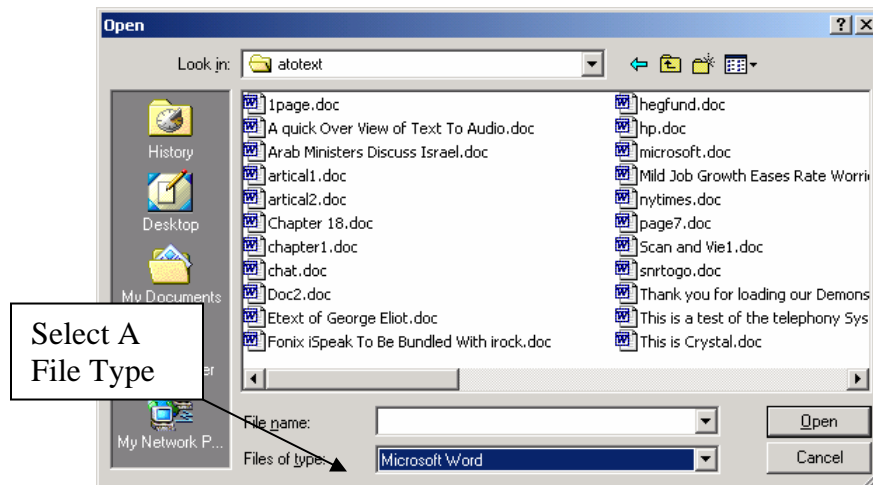 Open
Look in: atotext
History
Desktop
My Documents
er
My Network P...
1page.doc
A quick Over View of Text To Audio.doc
Arab Ministers Discuss Israel.doc
artical1.doc
artical2.doc
Chapter 18.doc
chapter1.doc
chat.doc
Doc2.doc
Etext of George Eliot.doc
Fonix iSpeak To Be Bundled With irock.doc
hegfund.doc
hp.doc
microsoft.doc
Mild Job Growth Eases Rate Worri
nytimes.doc
page7.doc
Scan and Vie1.doc
snrtogo.doc
Thank you for loading our Demons
This is a test of the telephony Sys
This is Crystal.doc
Select A
File Type
File name:
Open
Files of type: Microsoft Word
Cancel